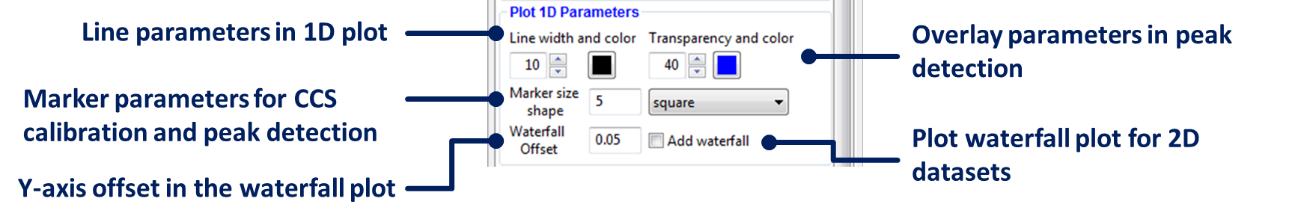 Plot 1D Parameters
Line parameters in 1D plot
Line width and color Transparency and color
Overlay parameters in peak
detection
10 40
Marker parameters for CCS
calibration and peak detection
Marker size
shape
5 square
Waterfall
Offset
0.05 Add waterfall
Plot waterfall plot for 2D
datasets
Y-axis offset in the waterfall plot